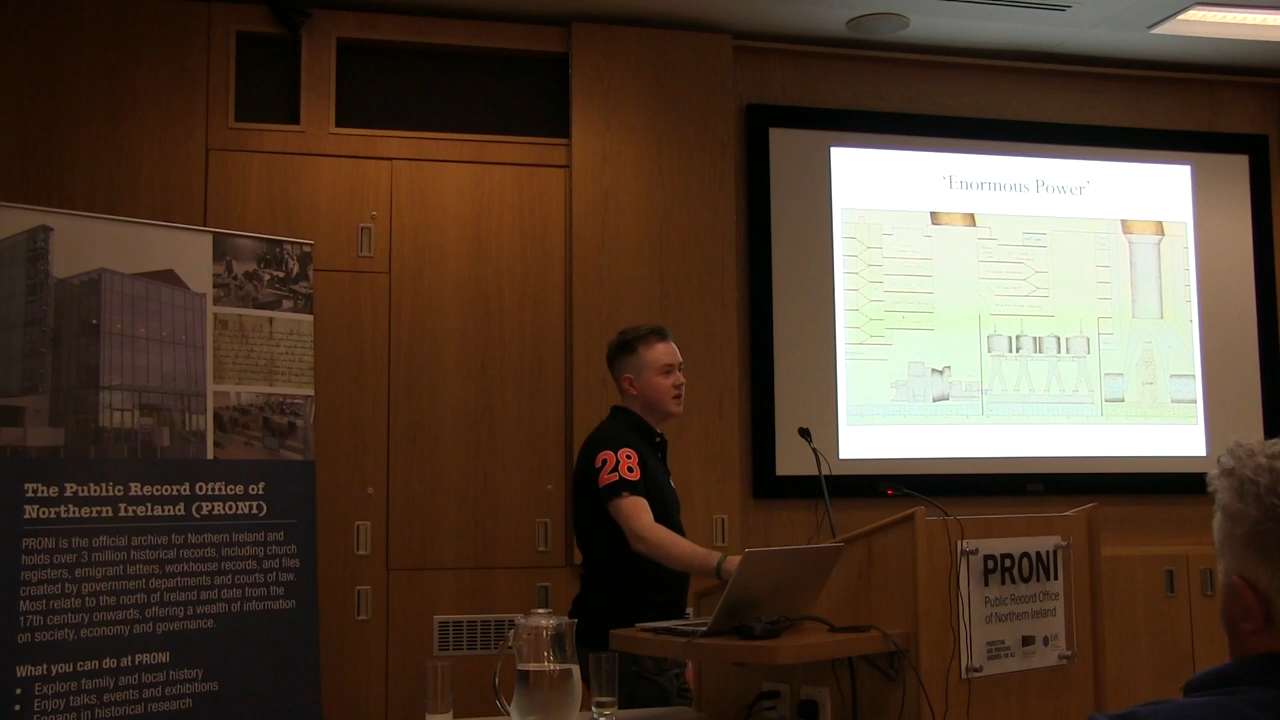 The Public Record Office of
Northern Ireland (PRONI)
PRONI is the official archive for Northern Ireland and
holds over 3 million historical records, including church
registers, emigrant letters, workhouse records, and files
created by government departments and courts of law.
Most relate to the north of Ireland and date from the
17th century onwards, offering a wealth of information
on society, economy and governance.
What you can do at PRONI
• Explore family and local history
• Enjoy talks, events and exhibitions
• Engage in historical research
28
‘Enormous Power’
PRONI
Public Record Office
of Northern Ireland